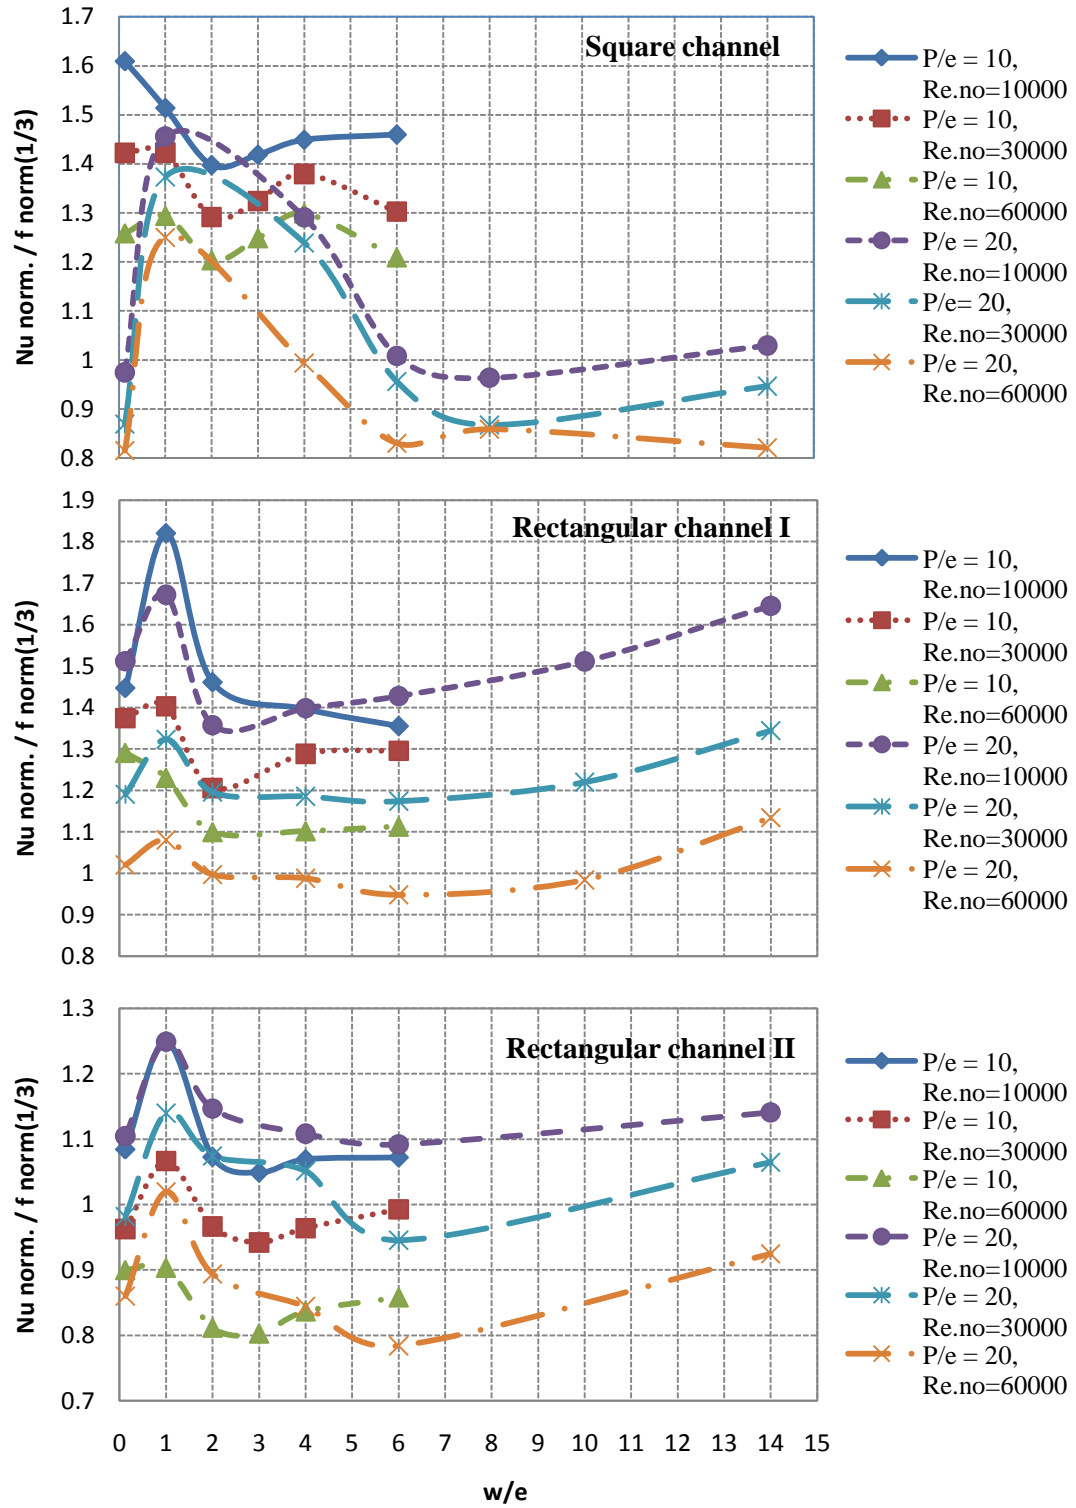 1.7
1.6
1.5
1.4
1.3
1.2
1.1
1
0.9
0.8
Nu norm. / f norm(1/3)
Square channel
P/e = 10,
Re.no=10000
P/e = 10,
Re.no=30000
P/e = 10,
Re.no=60000
P/e = 20,
Re.no=10000
P/e= 20,
Re.no=30000
P/e = 20,
Re.no=60000
1.9
1.8
1.7
1.6
1.5
1.4
1.3
1.2
1.1
1
0.9
0.8
Nu norm. / f norm(1/3)
Rectangular channel I
P/e = 10,
Re.no=10000
P/e = 10,
Re.no=30000
P/e = 10,
Re.no=60000
P/e = 20,
Re.no=10000
P/e = 20,
Re.no=30000
P/e = 20,
Re.no=60000
1.3
1.2
1.1
1
0.9
0.8
0.7
Nu norm. / f norm(1/3)
Rectangular channel II
P/e = 10,
Re.no=10000
P/e = 10,
Re.no=30000
P/e = 10,
Re.no=60000
P/e = 20,
Re.no=10000
P/e = 20,
Re.no=30000
P/e = 20,
Re.no=60000
0 1 2 3 4 5 6 7 8 9 10 11 12 13 14 15
w/e